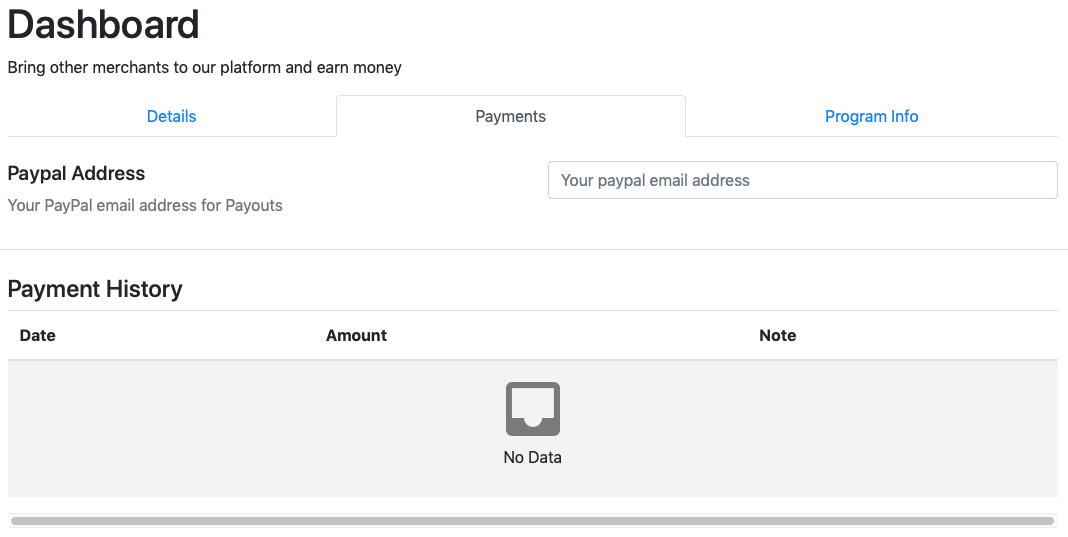 Dashboard
Bring other merchants to our platform and earn money
Details Payments Program Info
Paypal Address
Your paypal email address
Your PayPal email address for Payouts
Payment History
Date Amount Note
No Data